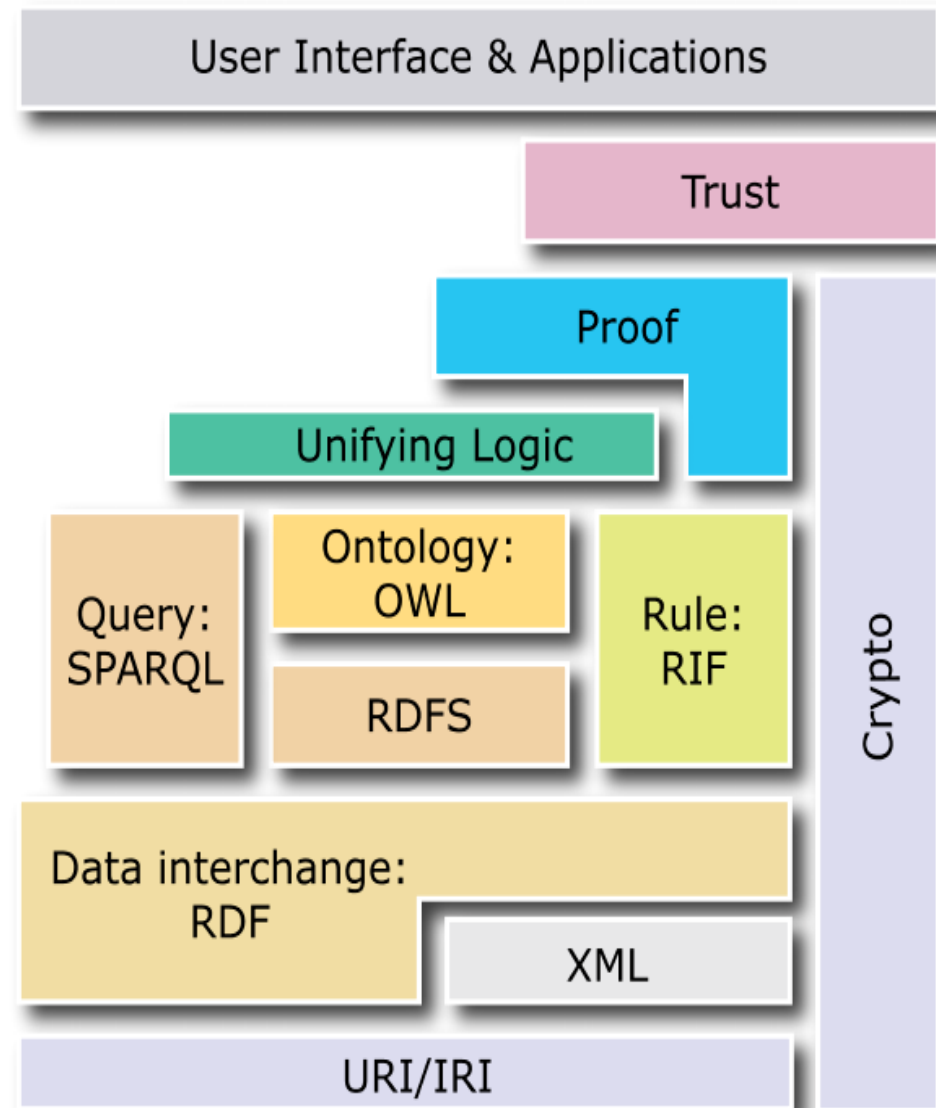 User Interface & Applications
Trust
Proof
Unifying Logic
Query:
SPARQL
Ontology:
OWL
RDFS
Rule:
RIF
Crypto
Data interchange:
RDF
XML
URI/IRI